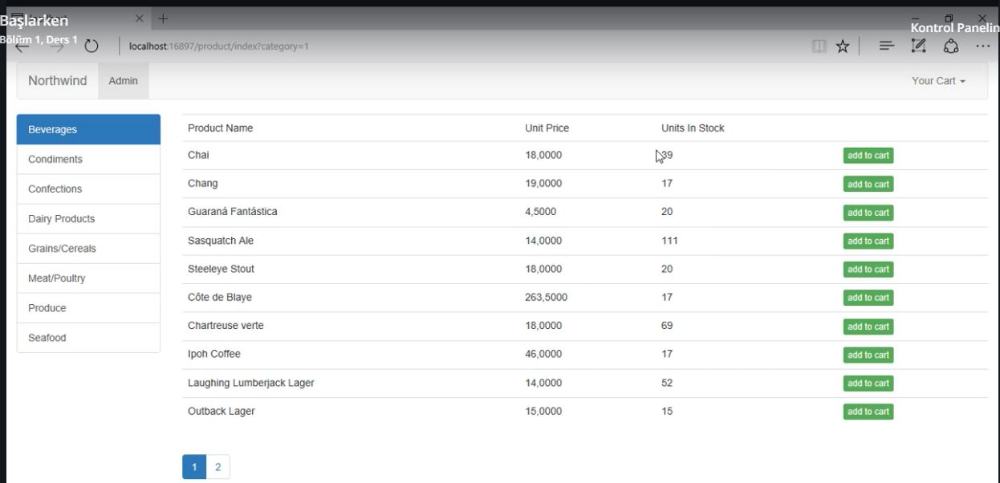 Başlarken
Bölüm 1, Ders 1
Kontrol Panelin
localhost:16897/product/index?category=1
Northwind Admin Your Cart
Beverages
Condiments
Confections
Dairy Products
Grains/Cereals
Meat/Poultry
Produce
Seafood
Product Name Unit Price Units In Stock
Chai 18,0000 39 add to cart
Chang 19,0000 17 add to cart
Guaraná Fantástica 4,5000 20 add to cart
Sasquatch Ale 14,0000 111 add to cart
Steeleye Stout 18,0000 20 add to cart
Côte de Blaye 263,5000 17 add to cart
Chartreuse verte 18,0000 69 add to cart
Ipoh Coffee 46,0000 17 add to cart
Laughing Lumberjack Lager 14,0000 52 add to cart
Outback Lager 15,0000 15 add to cart
1 2